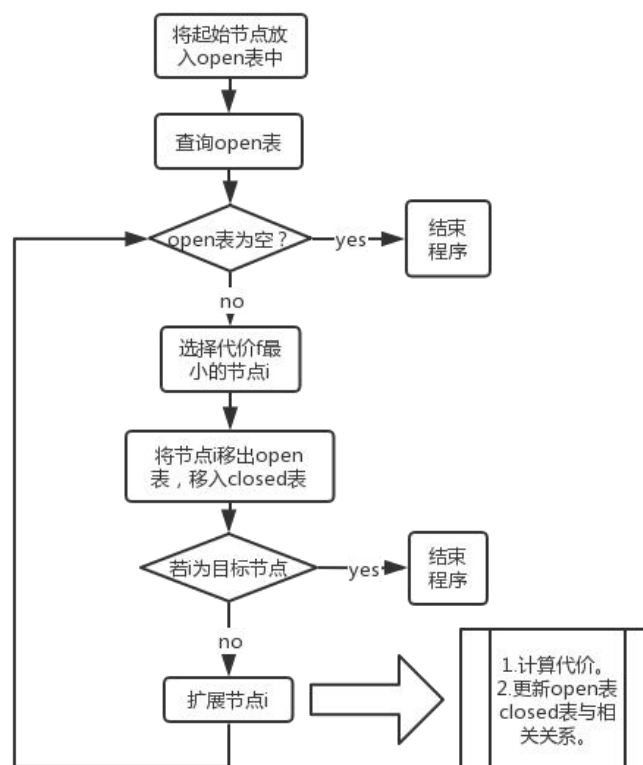 将起始节点放
入open表中
查询open表
open表为空？
yes
结束
程序
no
选择代价f最
小的节点i
将节点i移出open
表，移入closed表
若i为目标节点
yes
结束
程序
no
扩展节点i
1.计算代价。
2.更新open表
closed表与相
关关系。